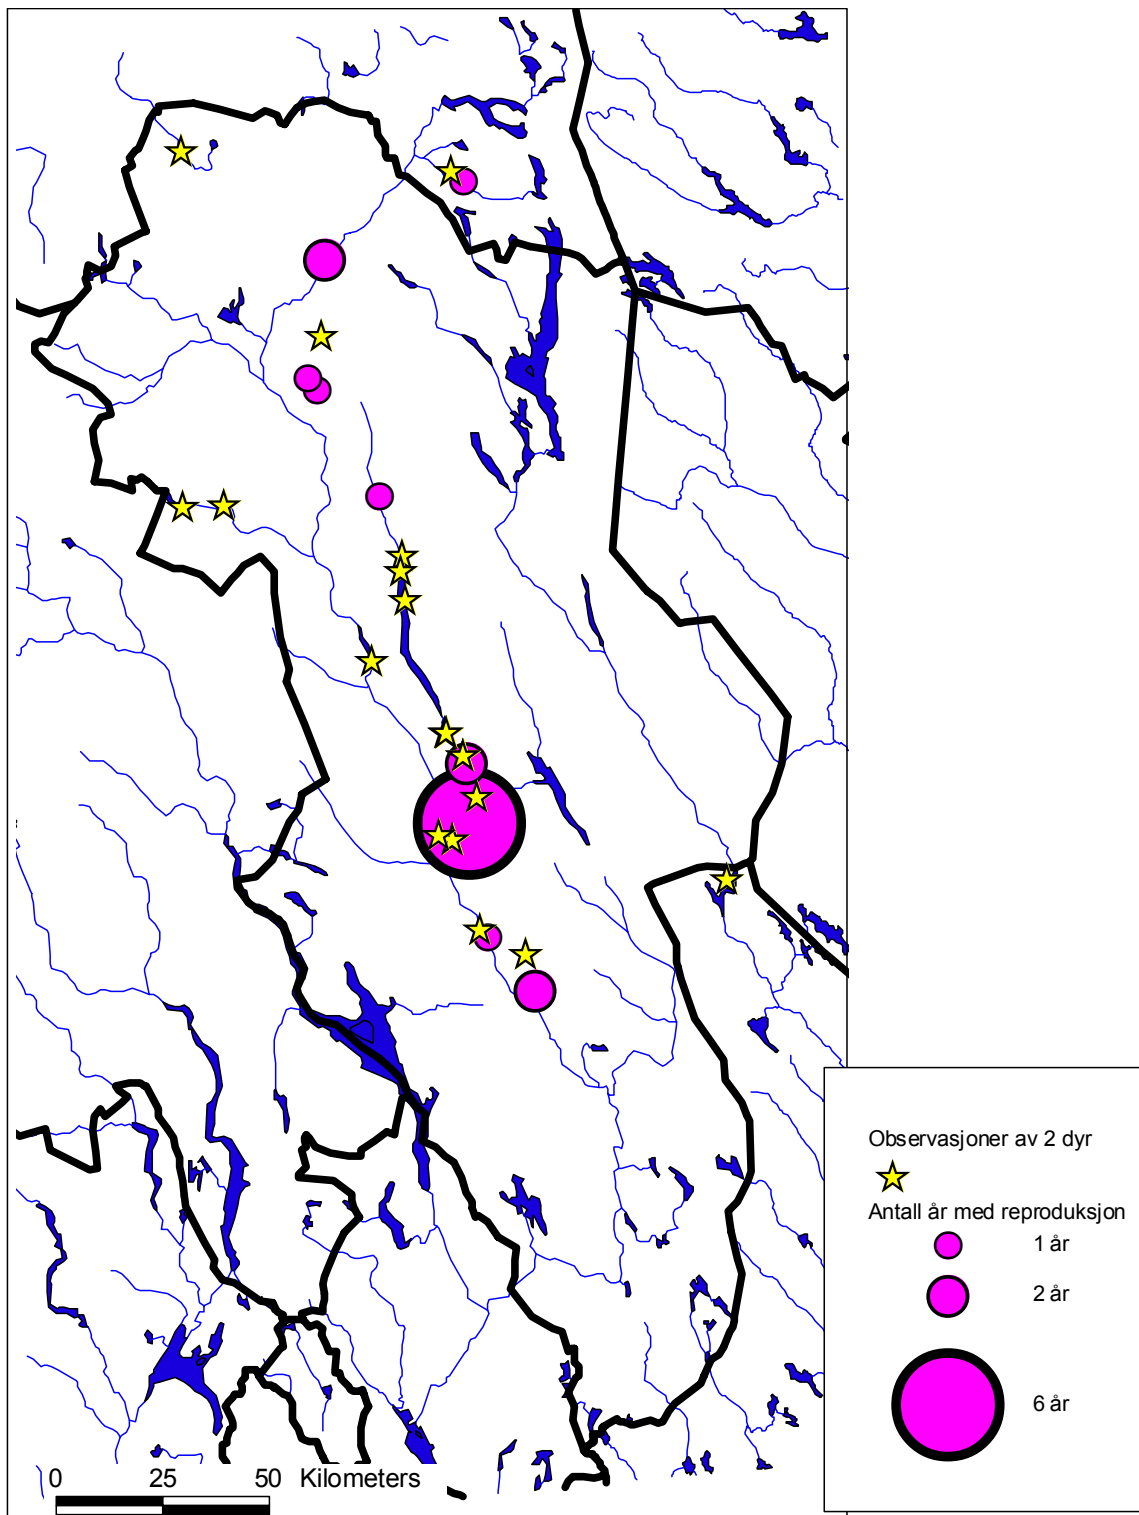 Observasjoner av 2 dyr
Antall år med reproduksjon
1 år
2 år
6 år
0 25 50 Kilometers